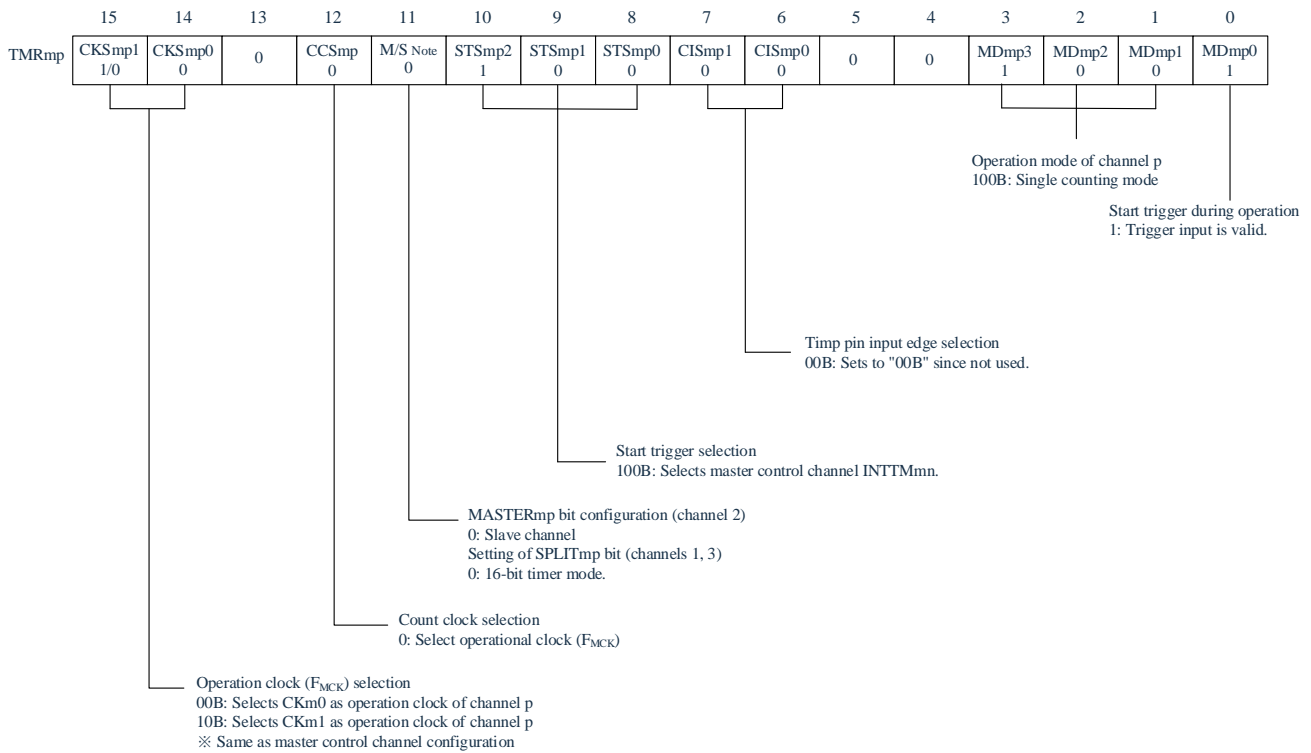 15 14 13 12 11 10 9 8 7 6 5 4 3 2 1 0
TMRmp CKSmp1 CKSmp0 0 CCSmp M/S Note STSmp2 STSmp1 STSmp0 CISmp1 CISmp0 0 0 MDmp3 MDmp2 MDmp1 MDmp0
1/0 0 0 0 1 0 0 0 0 1 0 0 1
Operation mode of channel p
100B: Single counting mode
Start trigger during operation
1: Trigger input is valid.
Timp pin input edge selection
00B: Sets to "00B" since not used.
Start trigger selection
100B: Selects master control channel INTTMmn.
MASTERmp bit configuration (channel 2)
0: Slave channel
Setting of SPLITmp bit (channels 1, 3)
0: 16-bit timer mode.
Count clock selection
0: Select operational clock (FMCK)
Operation clock (FMCK) selection
00B: Selects CKm0 as operation clock of channel p
10B: Selects CKm1 as operation clock of channel p
※ Same as master control channel configuration